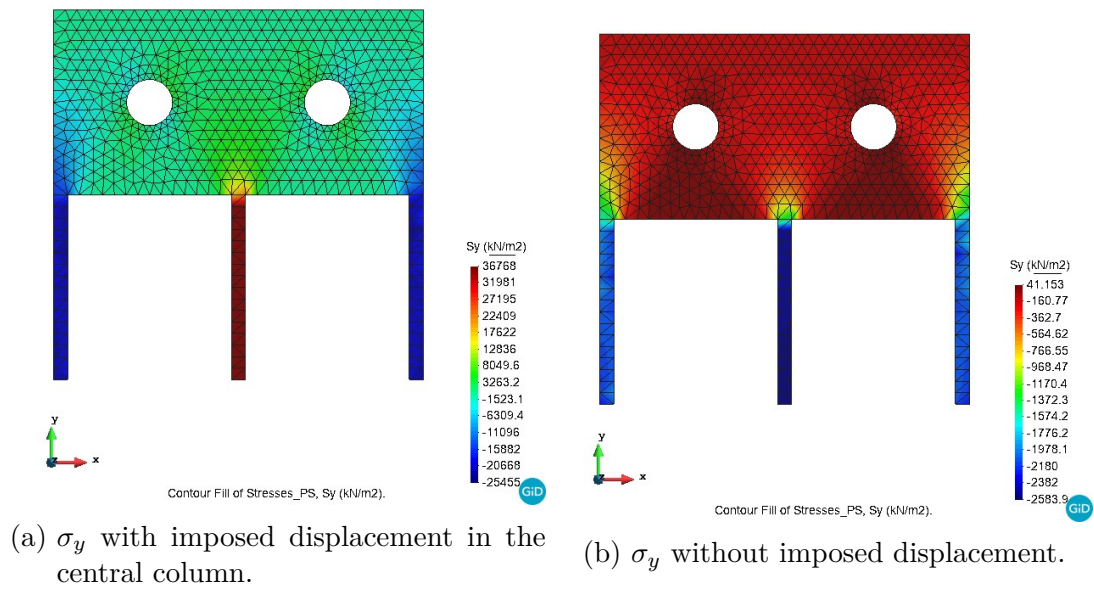 Sy (kN/m2)
36768
31981
27195
22409
17622
12836
8049.6
3263.2
-1523.1
-6309.4
-11096
-15882
-20668
-25455
y
z
x
GiD
Contour Fill of Stresses_PS, Sy (kN/m2).
(a) σy with imposed displacement in the
central column.
Sy (kN/m2)
41.153
-160.77
-362.7
-564.62
-766.55
-968.47
-1170.4
-1372.3
-1574.2
-1776.2
-1978.1
-2180
-2382
-2583.9
y
z
x
GiD
Contour Fill of Stresses_PS, Sy (kN/m2).
(b) σy without imposed displacement.